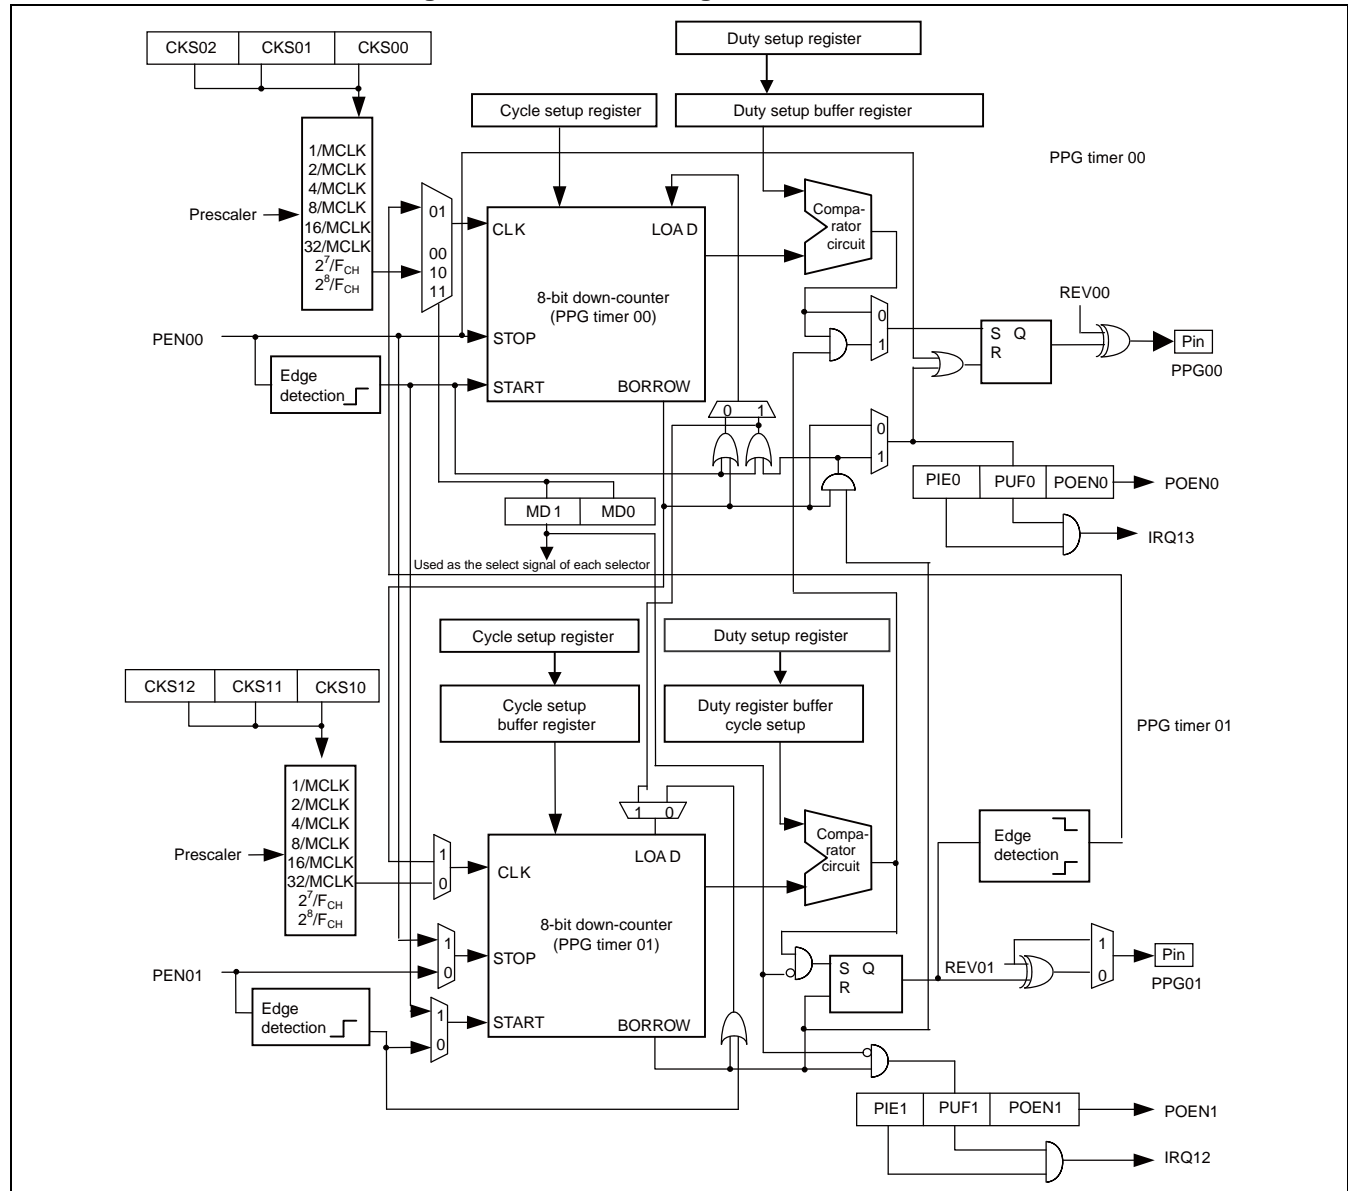 CKS02 CKS01 CKS00
Duty setup register
Cycle setup register
Duty setup buffer register
PPG timer 00
1/MCLK
2/MCLK
4/MCLK
8/MCLK
16/MCLK
32/MCLK
2⁷/FCH
2⁸/FCH
Prescaler
01
00
10
11
CLK
LOA D
8-bit down-counter
(PPG timer 00)
STOP
START
BORROW
Compa-
rator
circuit
PEN00
Edge
detection
0
1
S Q
R
REV00
Pin
PPG00
0 1
0
1
MD 1 MD0
Used as the select signal of each selector
PIE0 PUF0 POEN0
POEN0
IRQ13
Cycle setup register
Duty setup register
CKS12 CKS11 CKS10
Cycle setup
buffer register
Duty register buffer
cycle setup
PPG timer 01
1/MCLK
2/MCLK
4/MCLK
8/MCLK
16/MCLK
32/MCLK
2⁷/FCH
2⁸/FCH
Prescaler
1 0
1
0
CLK
LOA D
8-bit down-counter
(PPG timer 01)
STOP
START
BORROW
Compa-
rator
circuit
Edge
detection
PEN01
1
0
Edge
detection
1
0
S Q
R
REV01
1
0
Pin
PPG01
PIE1 PUF1 POEN1
POEN1
IRQ12